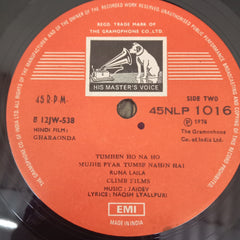 REGD. TRADE MARK OF
THE GRAMOPHONE CO. LTD.
HIS MASTER'S VOICE
45 R.P.M.
SIDE TWO
45NLP 1016
B 12JW-538
℗ 1976
HINDI FILM:
GHARAONDA
The Gramophone
Co. of India Ltd.
TUMHEN HO NA HO
MUJHE PYAR TUMSE NAHIN HAI
RUNA LAILA
CLIMB FILMS
MUSIC: JAIDEV
LYRICS: NAQSH LYALLPURI
EMI
MADE IN INDIA